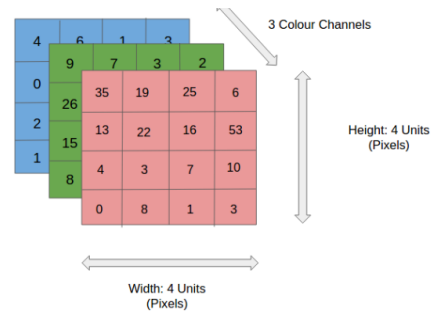 3 Colour Channels
4 6 1 3
9 7 3 2
0
35 19 25 6
26
2
13 22 16 53
Height: 4 Units
(Pixels)
15
1
4 3 7 10
8
0 8 1 3
Width: 4 Units
(Pixels)